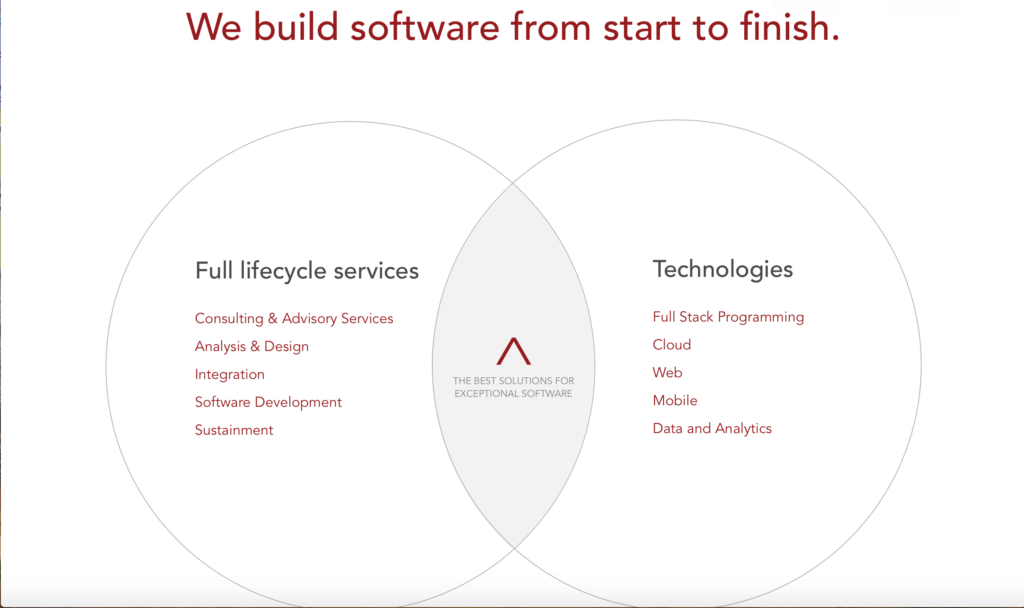 We build software from start to finish.
Full lifecycle services
Consulting & Advisory Services
Analysis & Design
Integration
Software Development
Sustainment
THE BEST SOLUTIONS FOR
EXCEPTIONAL SOFTWARE
Technologies
Full Stack Programming
Cloud
Web
Mobile
Data and Analytics